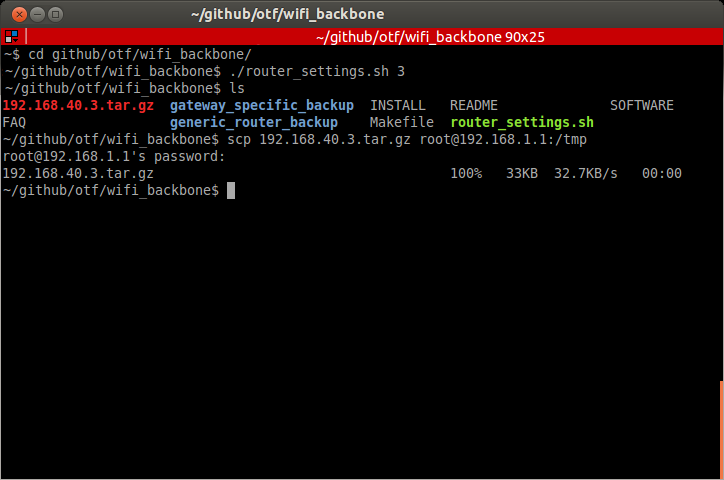 ~/github/otf/wifi_backbone
~/github/otf/wifi_backbone 90x25
~$ cd github/otf/wifi_backbone/
~/github/otf/wifi_backbone$ ./router_settings.sh 3
~/github/otf/wifi_backbone$ ls
192.168.40.3.tar.gz  gateway_specific_backup  INSTALL   README              SOFTWARE
FAQ                  generic_router_backup    Makefile  router_settings.sh
~/github/otf/wifi_backbone$ scp 192.168.40.3.tar.gz root@192.168.1.1:/tmp
root@192.168.1.1's password:
192.168.40.3.tar.gz                                     100%   33KB  32.7KB/s   00:00
~/github/otf/wifi_backbone$